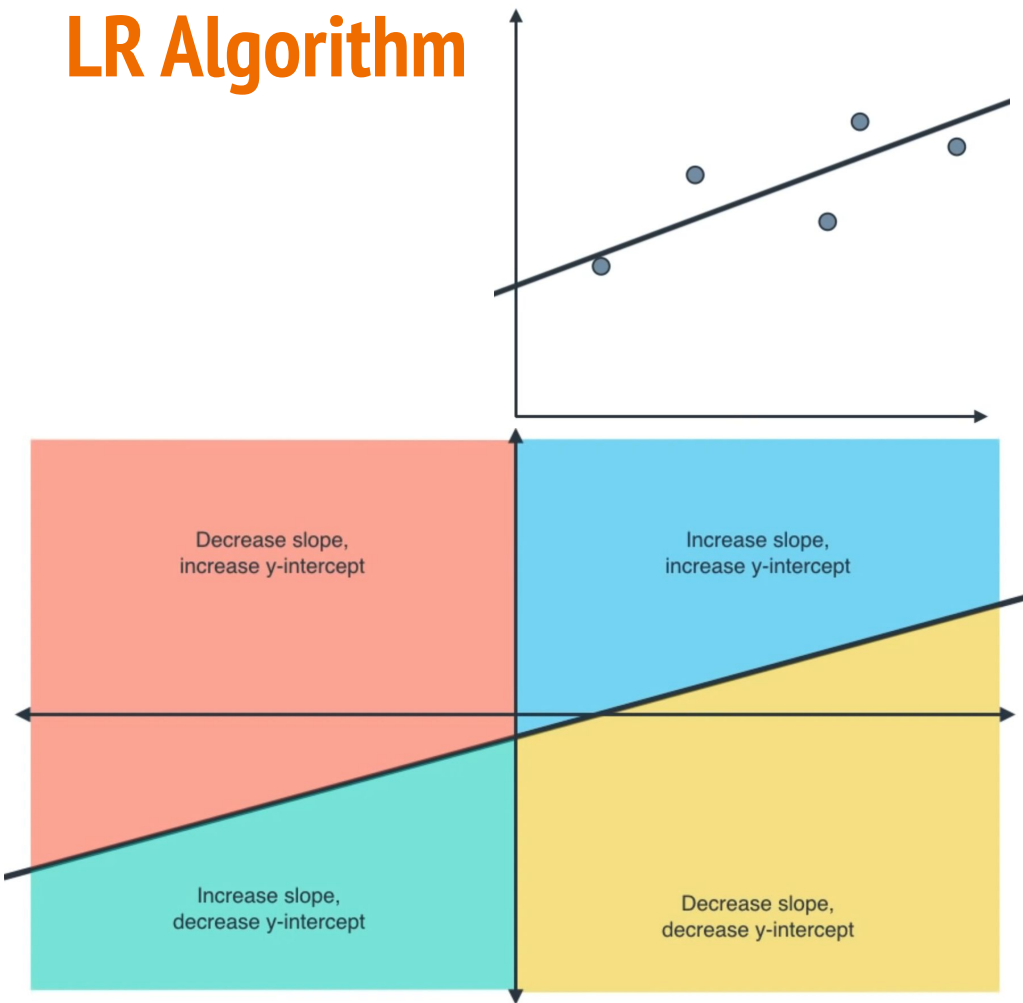 LR Algorithm
Decrease slope,
increase y-intercept
Increase slope,
increase y-intercept
Increase slope,
decrease y-intercept
Decrease slope,
decrease y-intercept